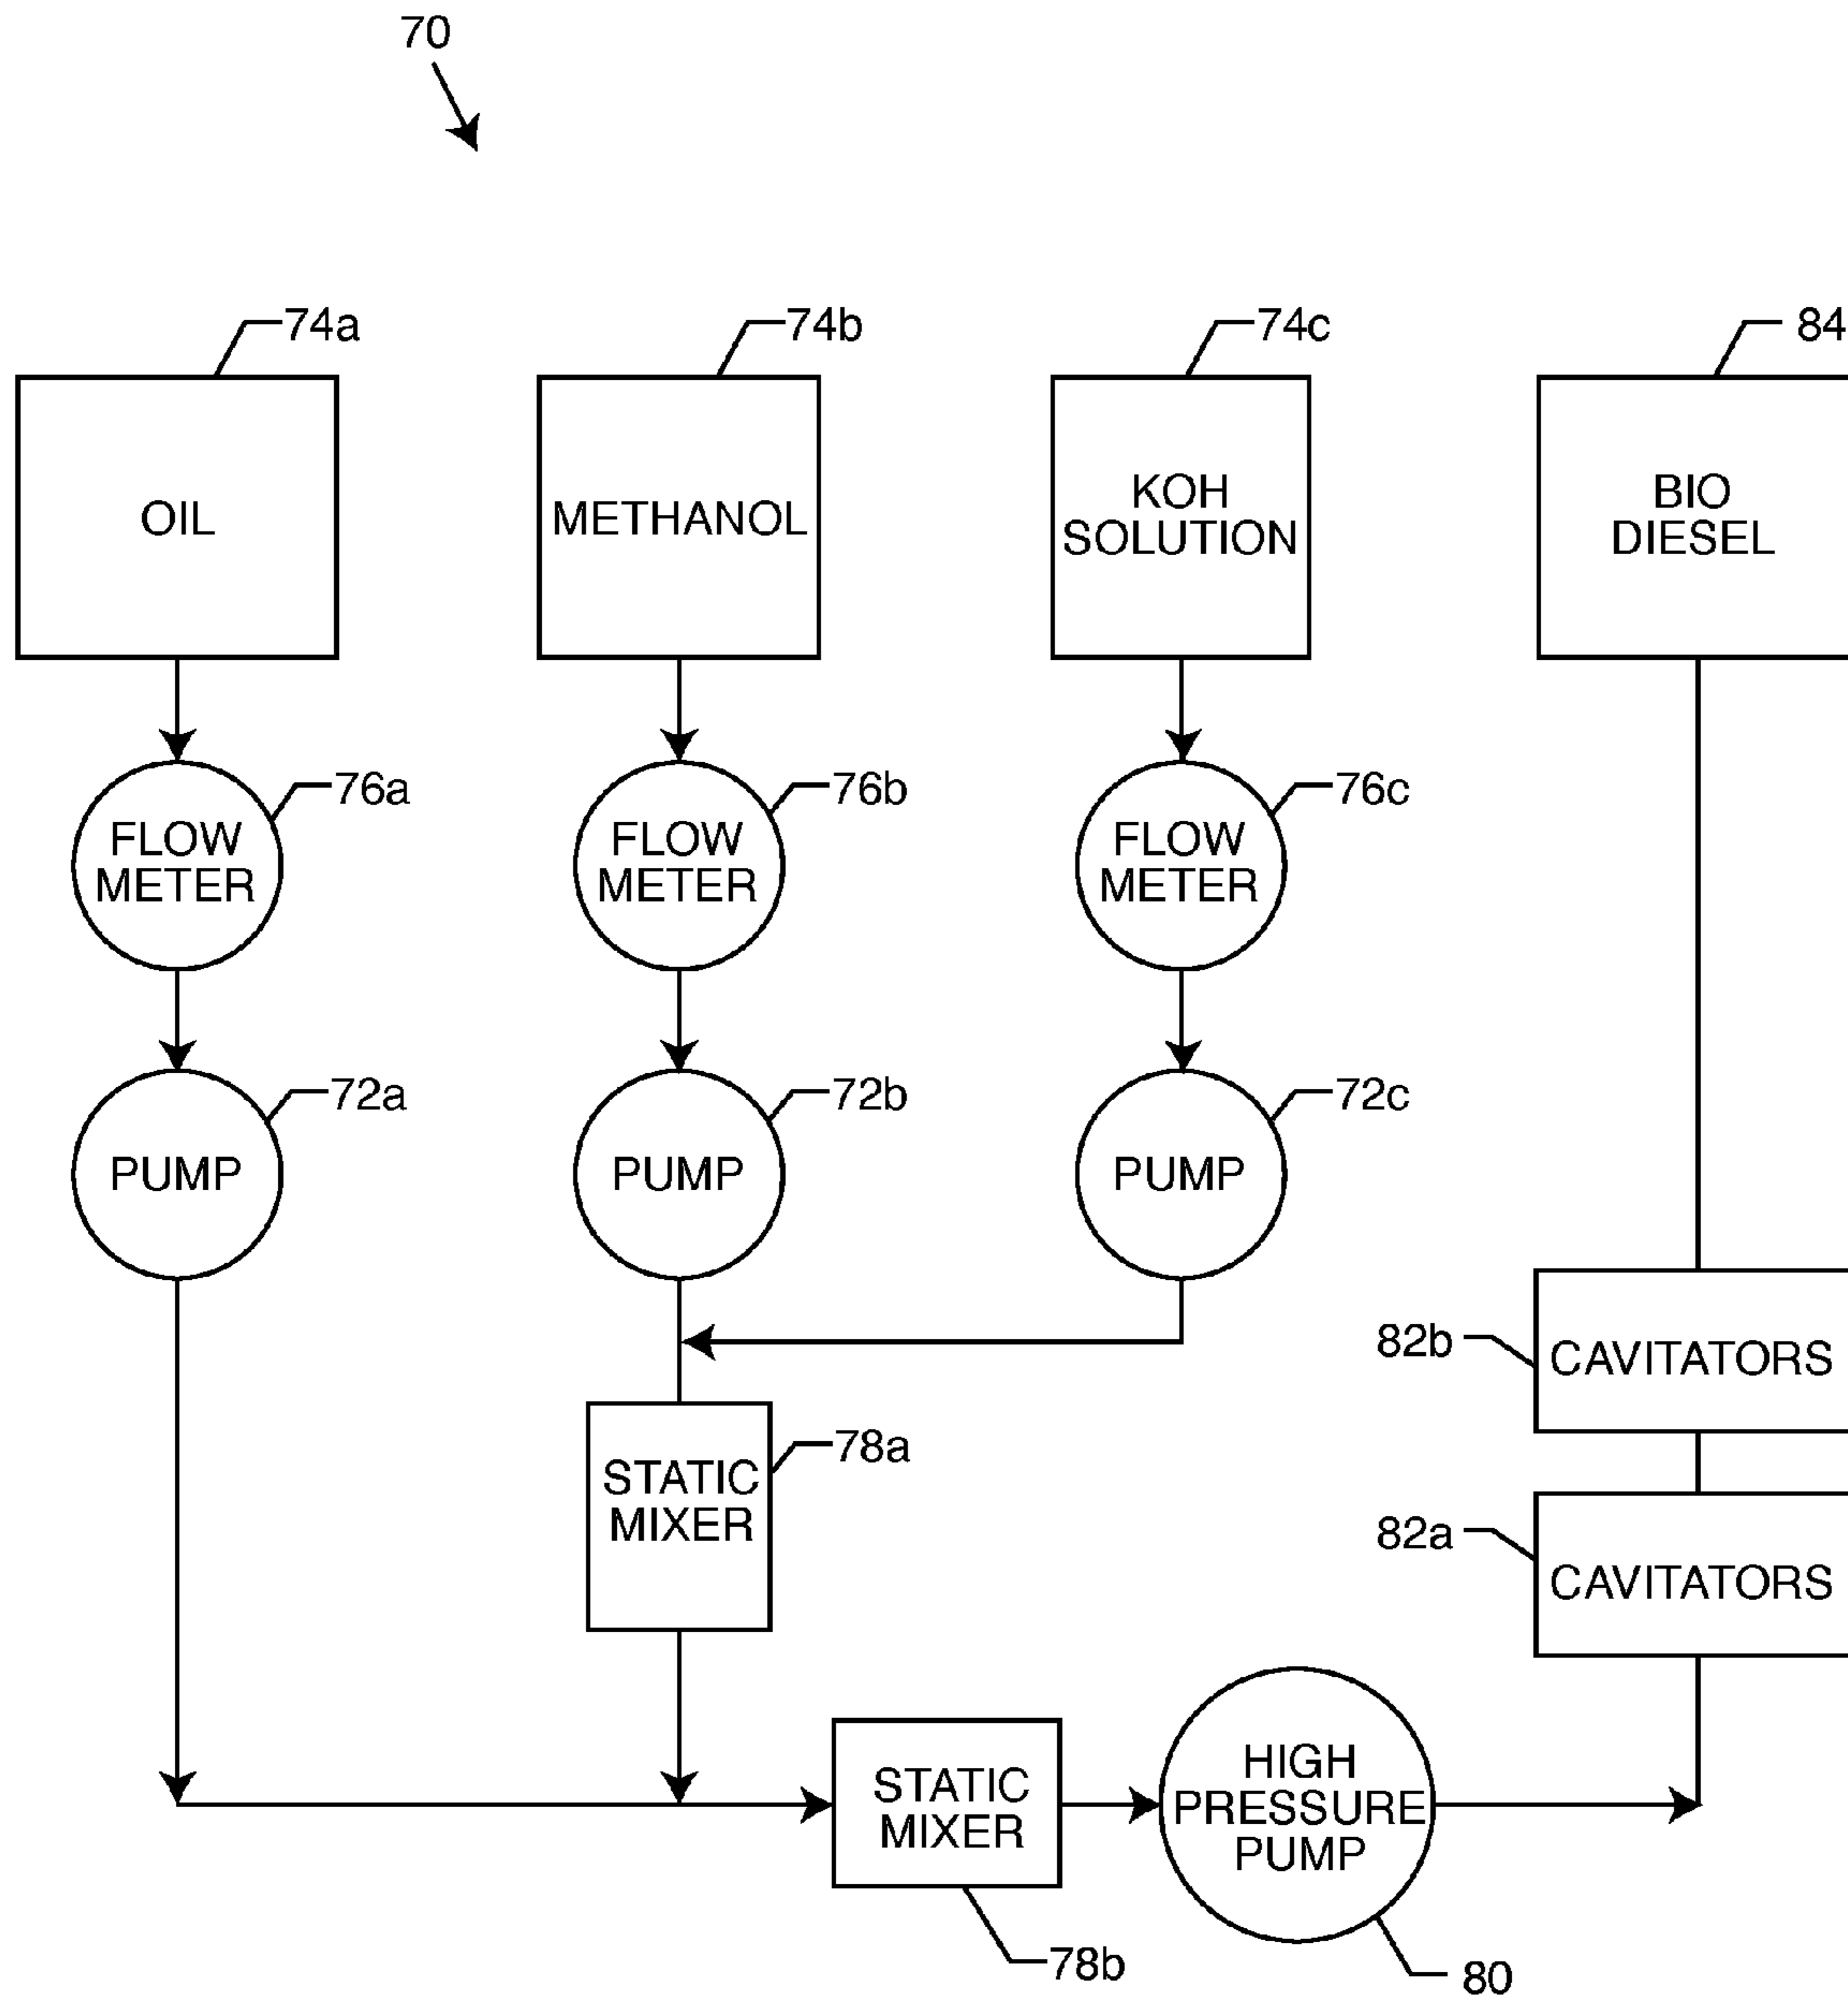 70
74a
74b
74c
84
OIL
METHANOL
KOH
SOLUTION
BIO
DIESEL
76a
76b
76c
FLOW
METER
FLOW
METER
FLOW
METER
72a
72b
72c
PUMP
PUMP
PUMP
82b
CAVITATORS
78a
STATIC
MIXER
82a
CAVITATORS
STATIC
MIXER
HIGH
PRESSURE
PUMP
78b
80